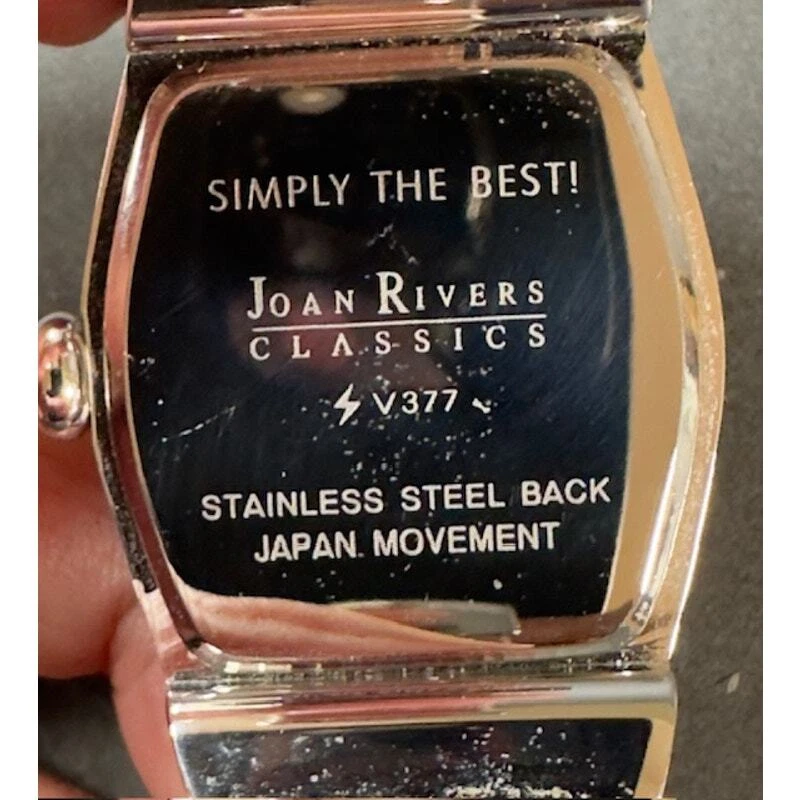 SIMPLY THE BEST!
JOAN RIVERS
CLASSICS
V377
STAINLESS STEEL BACK
JAPAN MOVEMENT